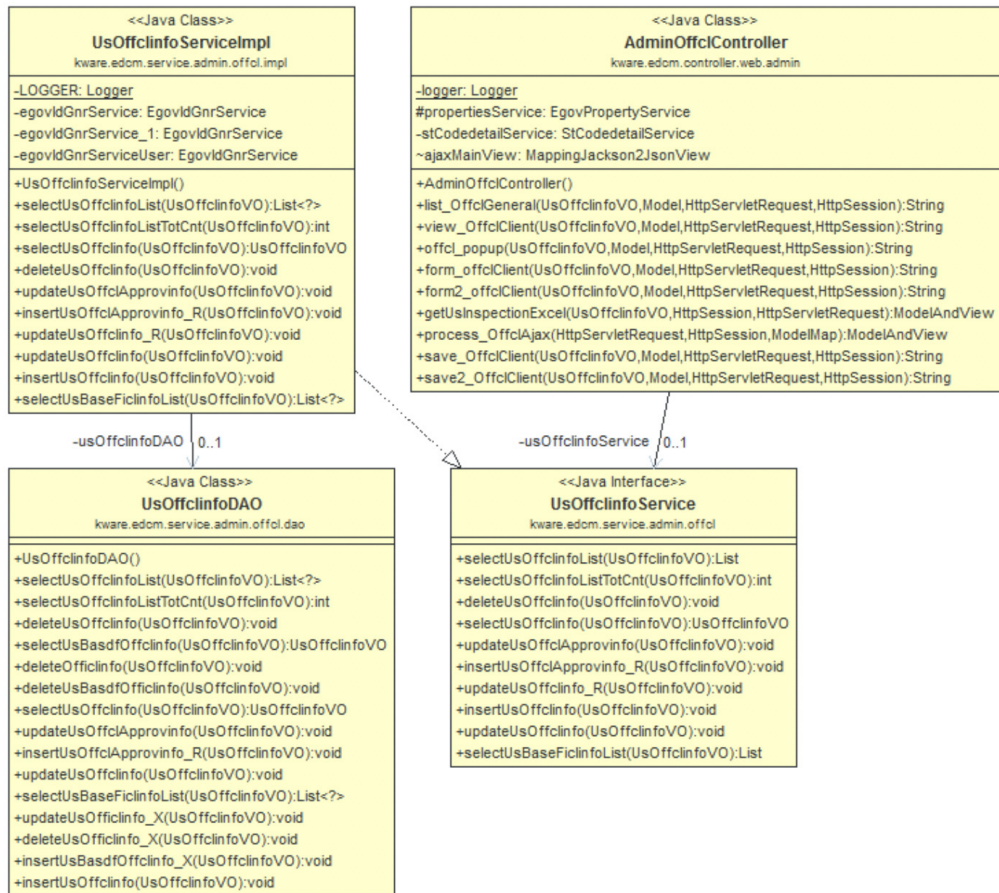 <<Java Class>>
UsOffclinfoServiceImpl
kware.edcm.service.admin.offcl.impl
-LOGGER: Logger
-egovIdGnrService: EgovIdGnrService
-egovIdGnrService_1: EgovIdGnrService
-egovIdGnrServiceUser: EgovIdGnrService
+UsOffclinfoServiceImpl()
+selectUsOffclinfoList(UsOffclinfoVO):List<?>
+selectUsOffclinfoListTotCnt(UsOffclinfoVO):int
+selectUsOffclinfo(UsOffclinfoVO):UsOffclinfoVO
+deleteUsOffclinfo(UsOffclinfoVO):void
+updateUsOffclApprovinfo(UsOffclinfoVO):void
+insertUsOffclApprovinfo_R(UsOffclinfoVO):void
+updateUsOffclinfo_R(UsOffclinfoVO):void
+updateUsOffclinfo(UsOffclinfoVO):void
+insertUsOffclinfo(UsOffclinfoVO):void
+selectUsBaseFiclinfoList(UsOffclinfoVO):List<?>
<<Java Class>>
AdminOffclController
kware.edcm.controller.web.admin
-logger: Logger
#propertiesService: EgovPropertyService
-stCodedetailService: StCodedetailService
~ajaxMainView: MappingJackson2JsonView
+AdminOffclController()
+list_OffclGeneral(UsOffclinfoVO,Model,HttpServletRequest,HttpSession):String
+view_OffclClient(UsOffclinfoVO,Model,HttpServletRequest,HttpSession):String
+offcl_popup(UsOffclinfoVO,Model,HttpServletRequest,HttpSession):String
+form_offclClient(UsOffclinfoVO,Model,HttpServletRequest,HttpSession):String
+form2_offclClient(UsOffclinfoVO,Model,HttpServletRequest,HttpSession):String
+getUsInspectionExcel(UsOffclinfoVO,HttpSession,HttpServletRequest):ModelAndView
+process_OffclAjax(HttpServletRequest,HttpSession,ModelMap):ModelAndView
+save_OffclClient(UsOffclinfoVO,Model,HttpServletRequest,HttpSession):String
+save2_OffclClient(UsOffclinfoVO,Model,HttpServletRequest,HttpSession):String
-usOffclinfoDAO 0..1
-usOffclinfoService 0..1
<<Java Class>>
UsOffclinfoDAO
kware.edcm.service.admin.offcl.dao
+UsOffclinfoDAO()
+selectUsOffclinfoList(UsOffclinfoVO):List<?>
+selectUsOffclinfoListTotCnt(UsOffclinfoVO):int
+deleteUsOffclinfo(UsOffclinfoVO):void
+selectUsBasdfOffclinfo(UsOffclinfoVO):UsOffclinfoVO
+deleteOfficlinfo(UsOffclinfoVO):void
+deleteUsBasdfOfficlinfo(UsOffclinfoVO):void
+selectUsOffclinfo(UsOffclinfoVO):UsOffclinfoVO
+updateUsOffclApprovinfo(UsOffclinfoVO):void
+insertUsOffclApprovinfo_R(UsOffclinfoVO):void
+updateUsOffclinfo(UsOffclinfoVO):void
+selectUsBaseFiclinfoList(UsOffclinfoVO):List<?>
+updateUsOfficlinfo_X(UsOffclinfoVO):void
+deleteUsOfficlinfo_X(UsOffclinfoVO):void
+insertUsBasdfOffclinfo_X(UsOffclinfoVO):void
+insertUsOffclinfo(UsOffclinfoVO):void
<<Java Interface>>
UsOffclinfoService
kware.edcm.service.admin.offcl
+selectUsOffclinfoList(UsOffclinfoVO):List
+selectUsOffclinfoListTotCnt(UsOffclinfoVO):int
+deleteUsOffclinfo(UsOffclinfoVO):void
+selectUsOffclinfo(UsOffclinfoVO):UsOffclinfoVO
+updateUsOffclApprovinfo(UsOffclinfoVO):void
+insertUsOffclApprovinfo_R(UsOffclinfoVO):void
+updateUsOffclinfo_R(UsOffclinfoVO):void
+insertUsOffclinfo(UsOffclinfoVO):void
+updateUsOffclinfo(UsOffclinfoVO):void
+selectUsBaseFiclinfoList(UsOffclinfoVO):List